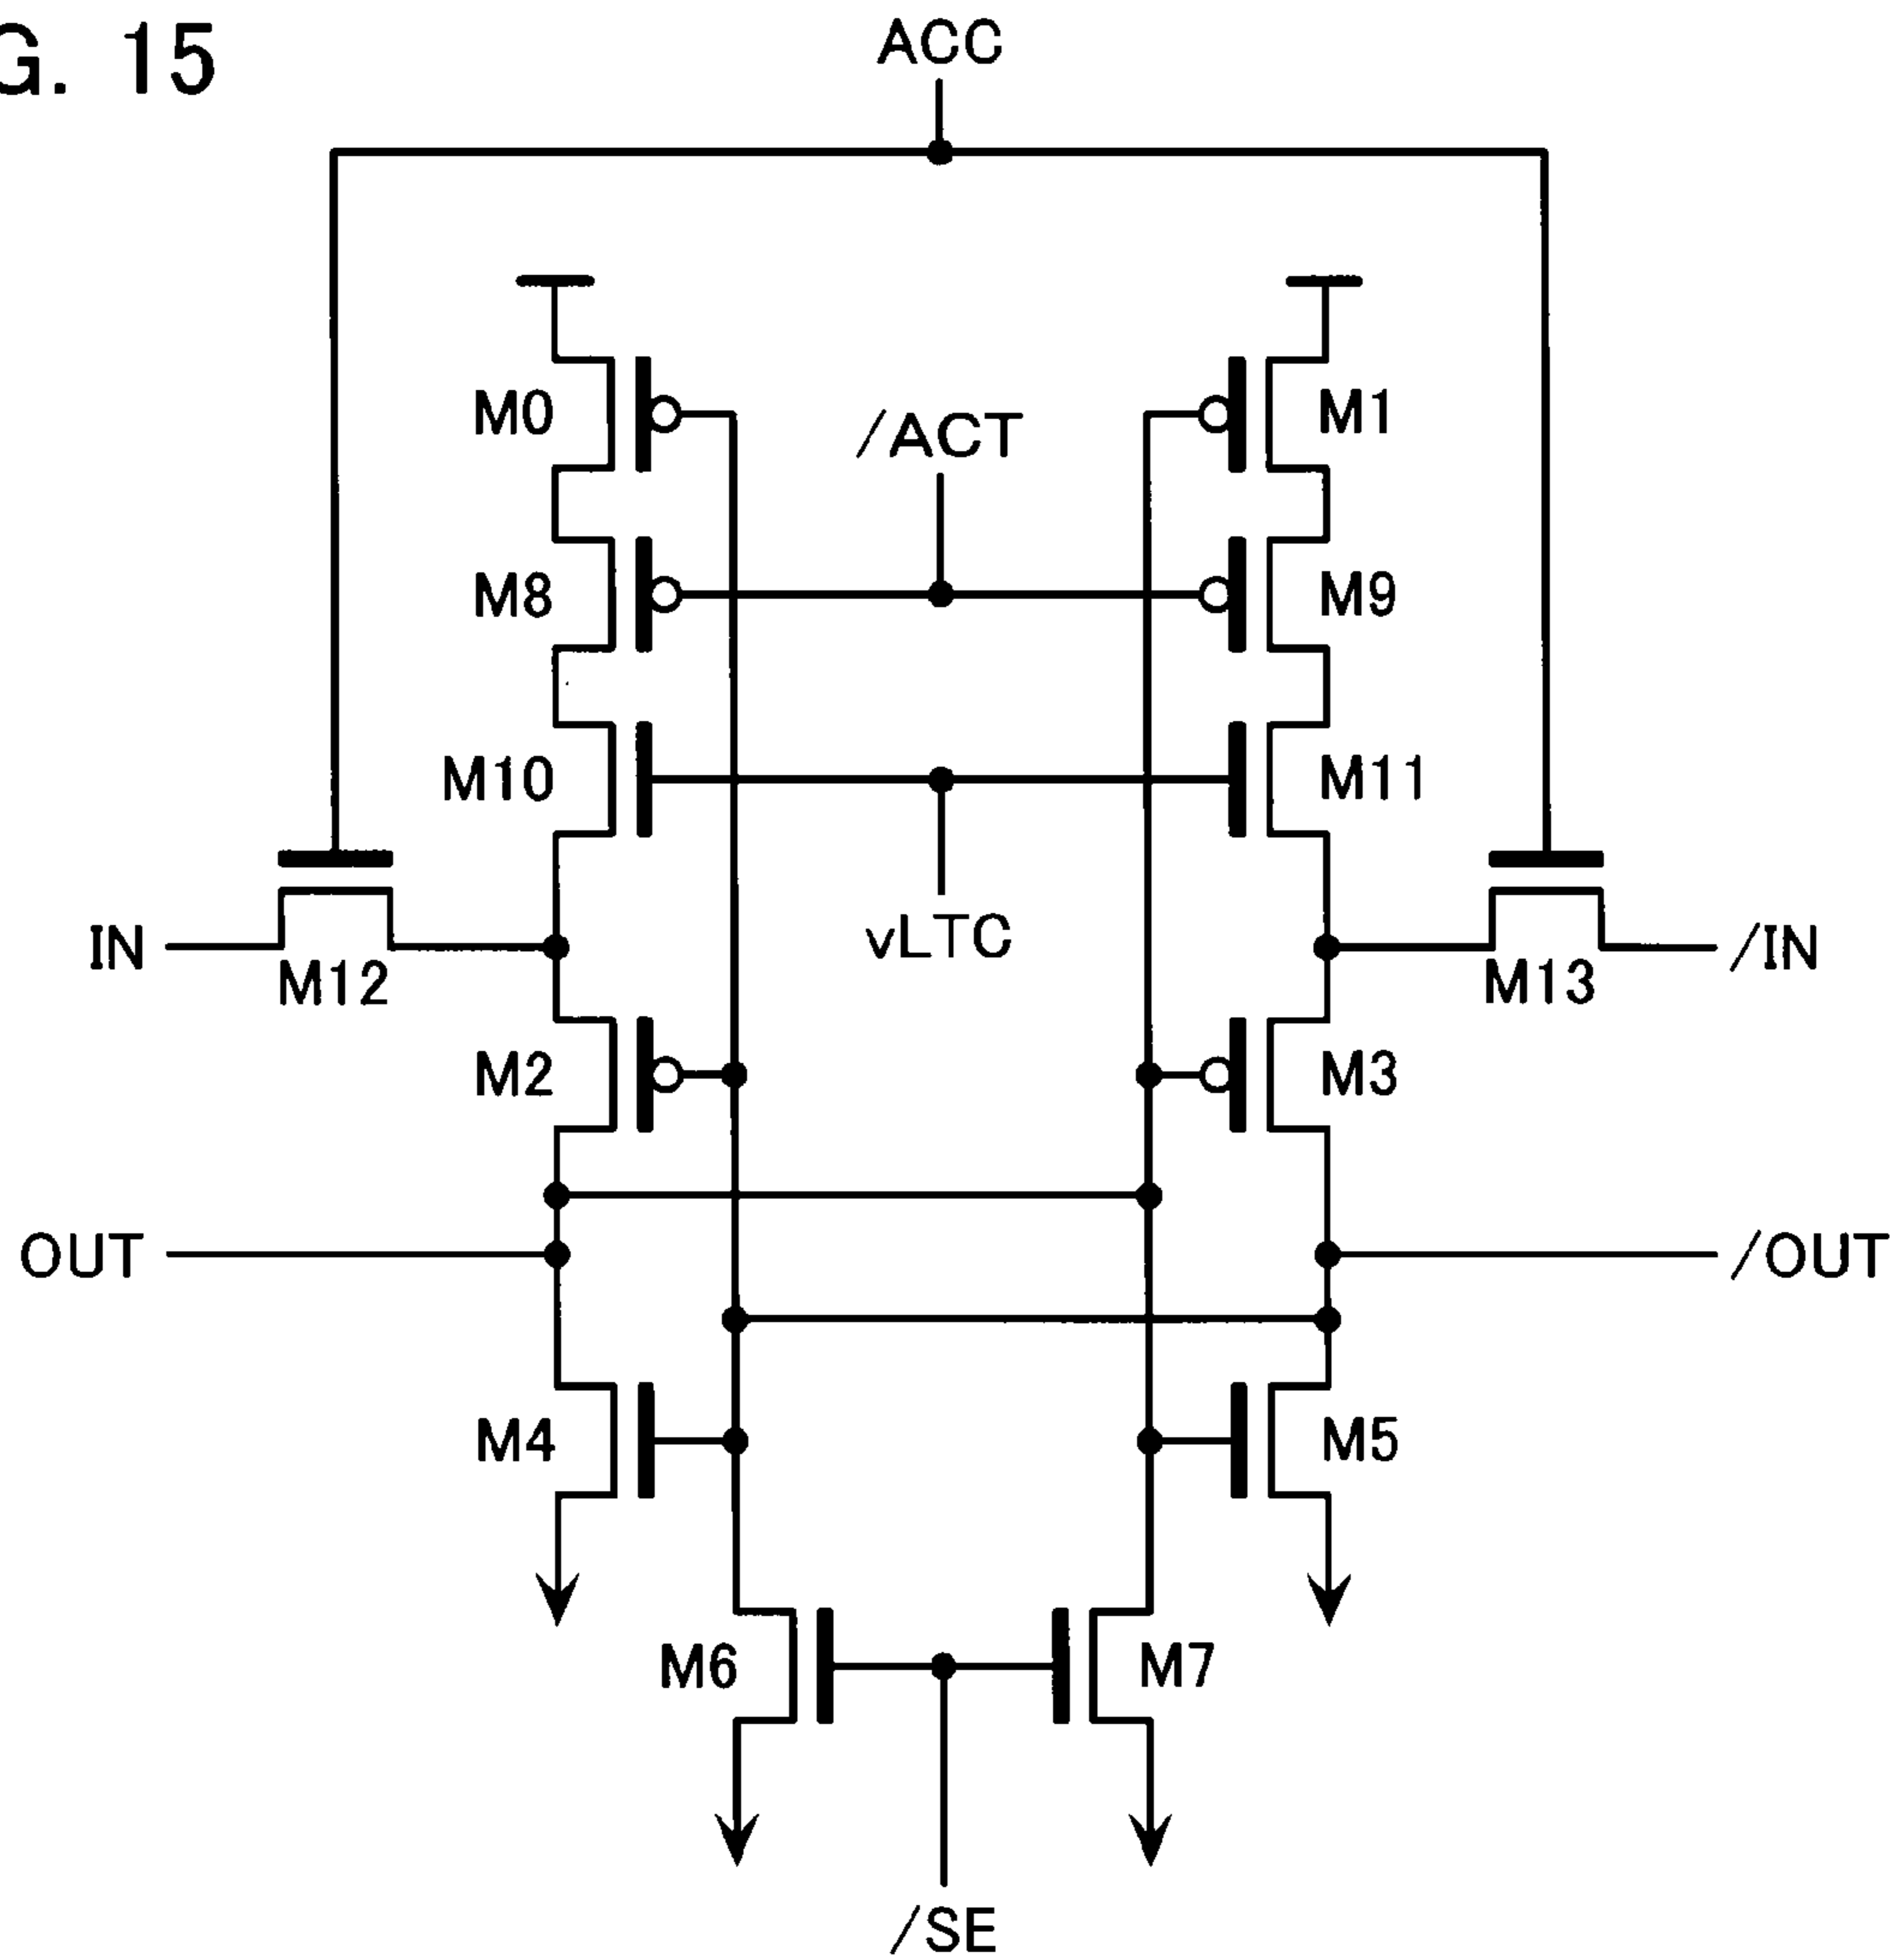 G. 15
ACC
M0
/ACT
M1
M8
M9
M10
M11
IN
M12
vLTC
M13
/IN
M2
M3
OUT
/OUT
M4
M5
M6
M7
/SE